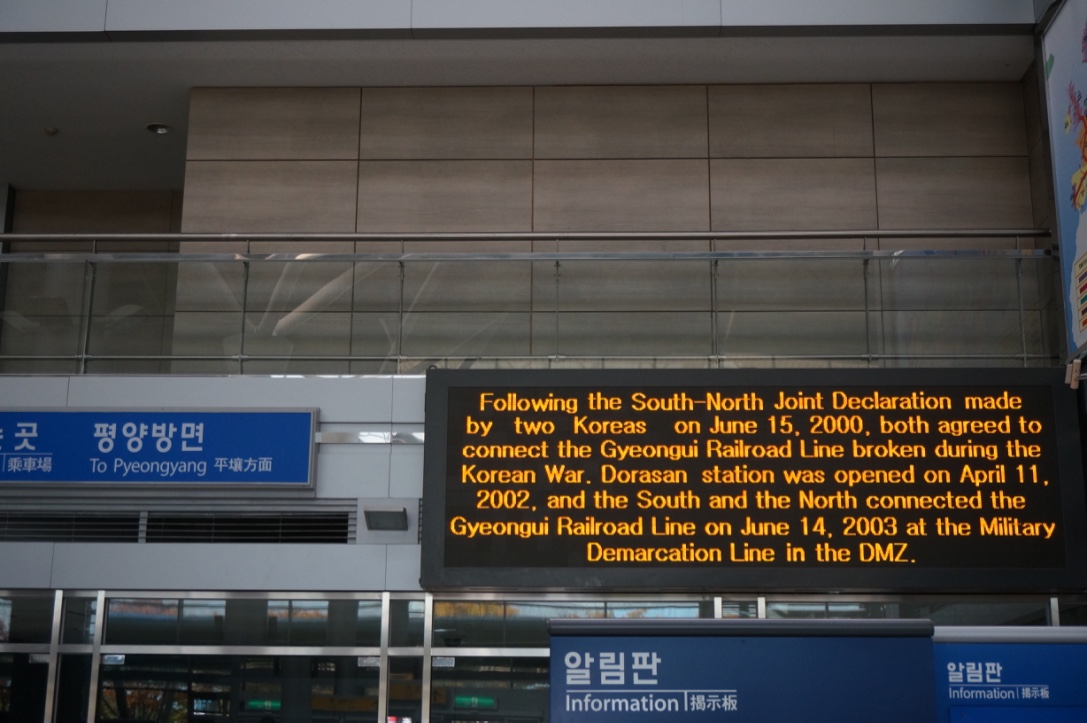 곳 평양방면
乘車場 To Pyeongyang 平壤方面
Following the South-North Joint Declaration made
by two Koreas on June 15, 2000, both agreed to
connect the Gyeongui Railroad Line broken during the
Korean War. Dorasan station was opened on April 11,
2002, and the South and the North connected the
Gyeongui Railroad Line on June 14, 2003 at the Military
Demarcation Line in the DMZ.
알림판
Information 揭示板
알림판
Information 揭示板